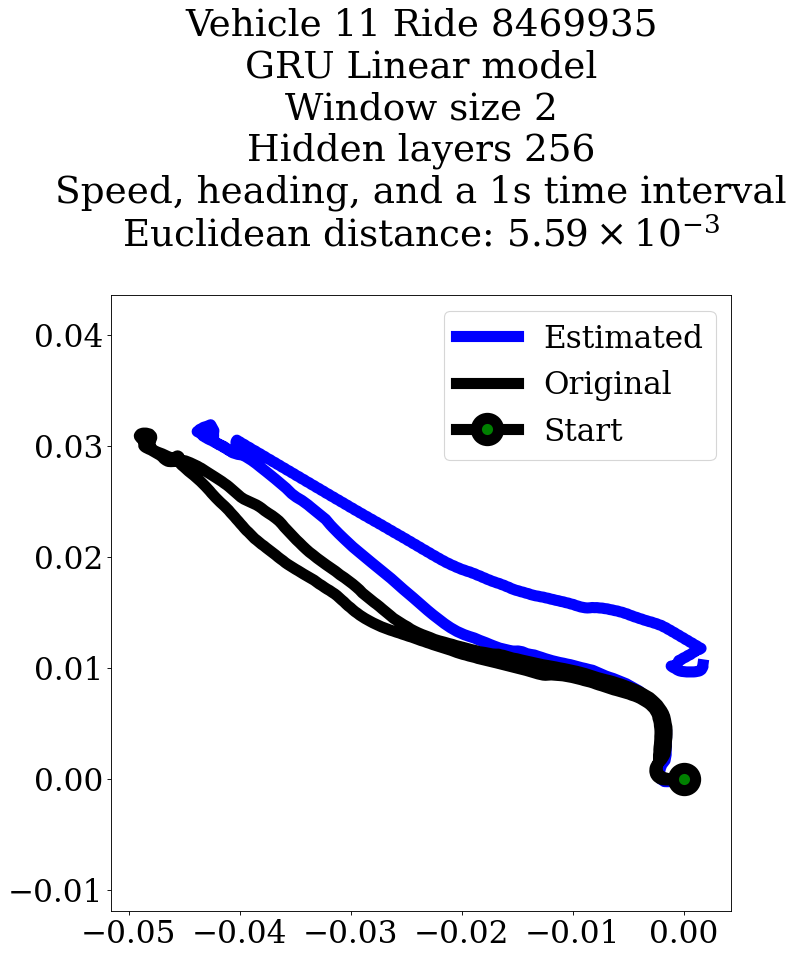 Vehicle 11 Ride 8469935
GRU Linear model
Window size 2
Hidden layers 256
Speed, heading, and a 1s time interval
Euclidean distance: 5.59 × 10⁻³
Estimated
Original
Start
0.04
0.03
0.02
0.01
0.00
−0.01
−0.05 −0.04 −0.03 −0.02 −0.01 0.00